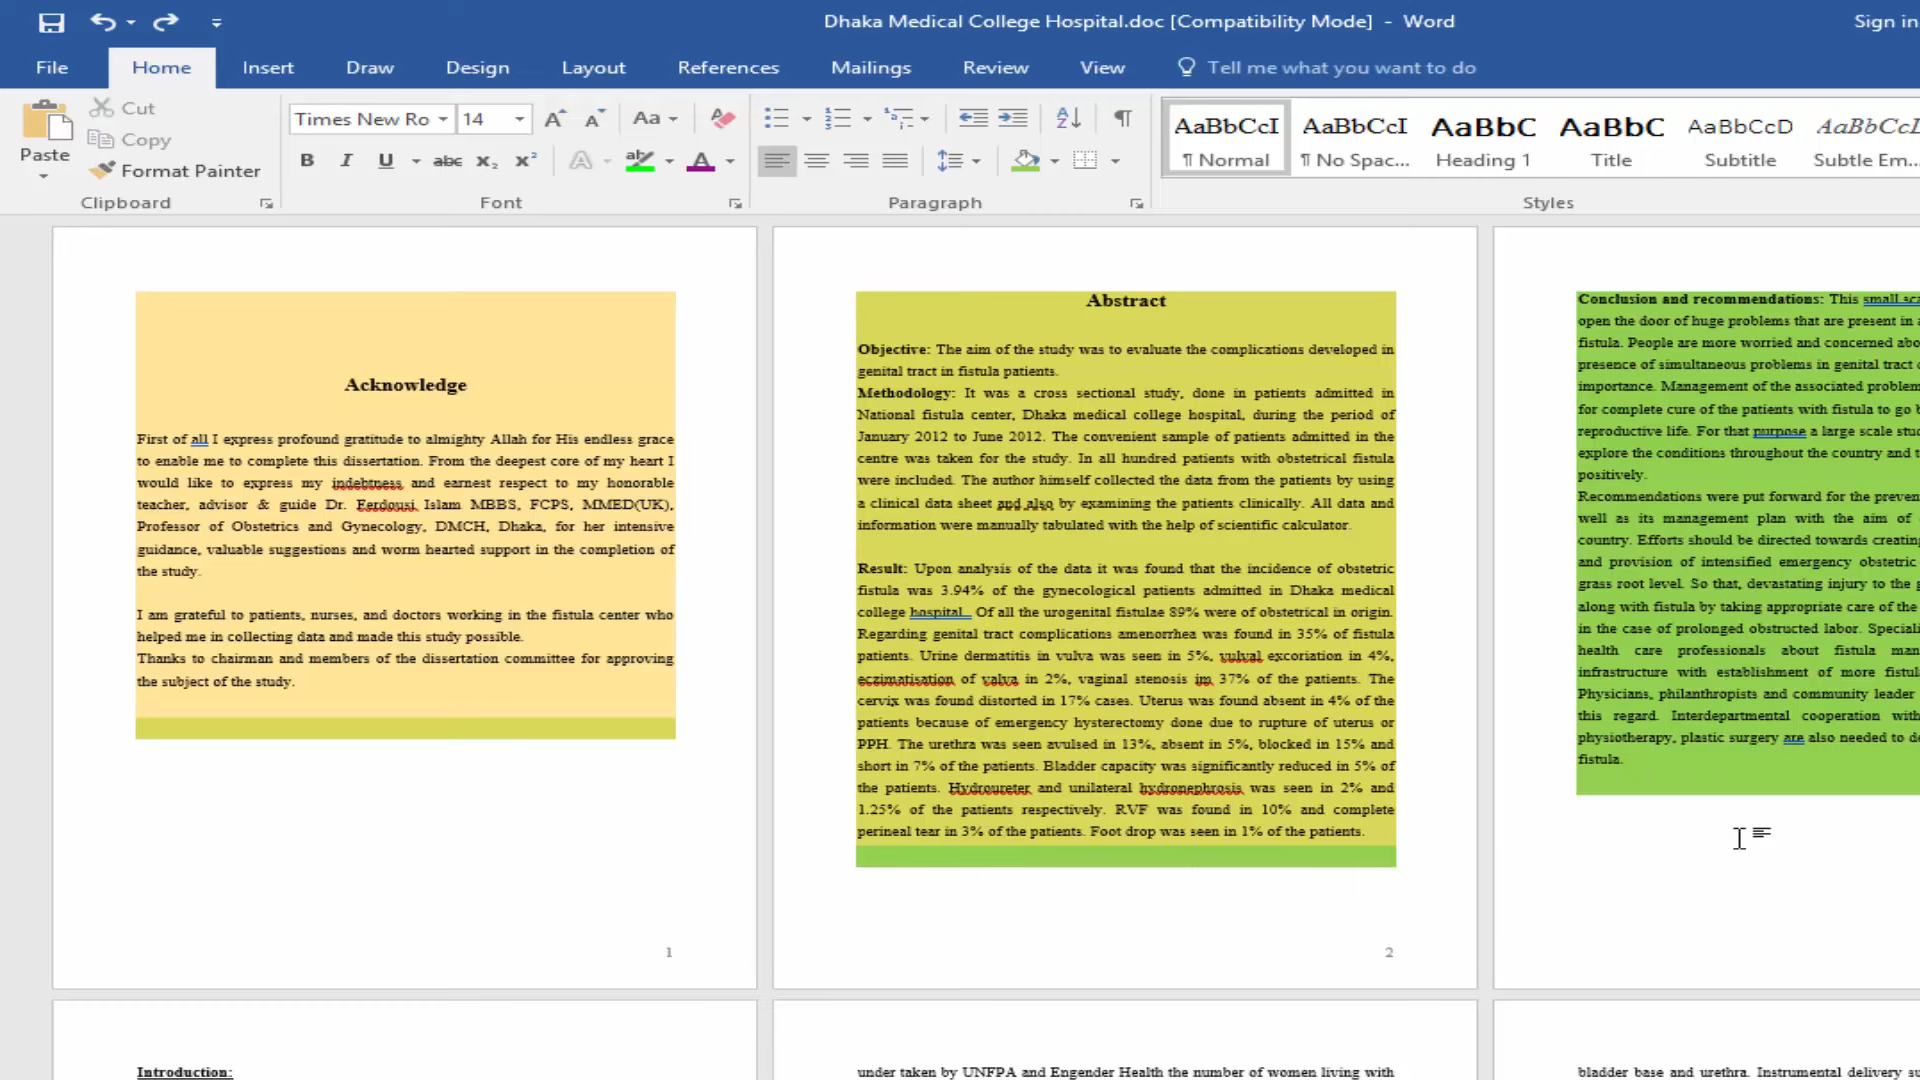 Dhaka Medical College Hospital.doc [Compatibility Mode] - Word
Sign in
File Home Insert Draw Design Layout References Mailings Review View Tell me what you want to do
Paste
Cut
Copy
Format Painter
Clipboard
Times New Ro 14
Font
Paragraph
AaBbCcI AaBbCcI AaBbC AaBbC AaBbCcD AaBbCcL
¶ Normal ¶ No Spac... Heading 1 Title Subtitle Subtle Em...
Styles
Acknowledge
First of all I express profound gratitude to almighty Allah for His endless grace
to enable me to complete this dissertation. From the deepest core of my heart I
would like to express my indebtness and earnest respect to my honorable
teacher, advisor & guide Dr. Ferdousi Islam MBBS, FCPS, MMED(UK),
Professor of Obstetrics and Gynecology, DMCH, Dhaka, for her intensive
guidance, valuable suggestions and worm hearted support in the completion of
the study.
I am grateful to patients, nurses, and doctors working in the fistula center who
helped me in collecting data and made this study possible.
Thanks to chairman and members of the dissertation committee for approving
the subject of the study.
1
Abstract
Objective: The aim of the study was to evaluate the complications developed in
genital tract in fistula patients.
Methodology: It was a cross sectional study, done in patients admitted in
National fistula center, Dhaka medical college hospital, during the period of
January 2012 to June 2012. The convenient sample of patients admitted in the
centre was taken for the study. In all hundred patients with obstetrical fistula
were included. The author himself collected the data from the patients by using
a clinical data sheet and also by examining the patients clinically. All data and
information were manually tabulated with the help of scientific calculator.
Result: Upon analysis of the data it was found that the incidence of obstetric
fistula was 3.94% of the gynecological patients admitted in Dhaka medical
college hospital. Of all the urogenital fistulae 89% were of obstetrical in origin.
Regarding genital tract complications amenorrhea was found in 35% of fistula
patients. Urine dermatitis in vulva was seen in 5%, vulval excoriation in 4%,
eczimatisation of valva in 2%, vaginal stenosis im 37% of the patients. The
cervix was found distorted in 17% cases. Uterus was found absent in 4% of the
patients because of emergency hysterectomy done due to rupture of uterus or
PPH. The urethra was seen avulsed in 13%, absent in 5%, blocked in 15% and
short in 7% of the patients. Bladder capacity was significantly reduced in 5% of
the patients. Hydroureter and unilateral hydronephrosis was seen in 2% and
1.25% of the patients respectively. RVF was found in 10% and complete
perineal tear in 3% of the patients. Foot drop was seen in 1% of the patients.
2
Conclusion and recommendations: This small sca
open the door of huge problems that are present in a
fistula. People are more worried and concerned abo
presence of simultaneous problems in genital tract
importance. Management of the associated problem
for complete cure of the patients with fistula to go b
reproductive life. For that purpose a large scale stud
explore the conditions throughout the country and t
positively.
Recommendations were put forward for the preven
well as its management plan with the aim of
country. Efforts should be directed towards creating
and provision of intensified emergency obstetric
grass root level. So that, devastating injury to the g
along with fistula by taking appropriate care of the
in the case of prolonged obstructed labor. Speciali
health care professionals about fistula man
infrastructure with establishment of more fistul
Physicians, philanthropists and community leader
this regard. Interdepartmental cooperation with
physiotherapy, plastic surgery are also needed to de
fistula.
Introduction:
under taken by UNFPA and Engender Health the number of women living with
bladder base and urethra. Instrumental delivery su